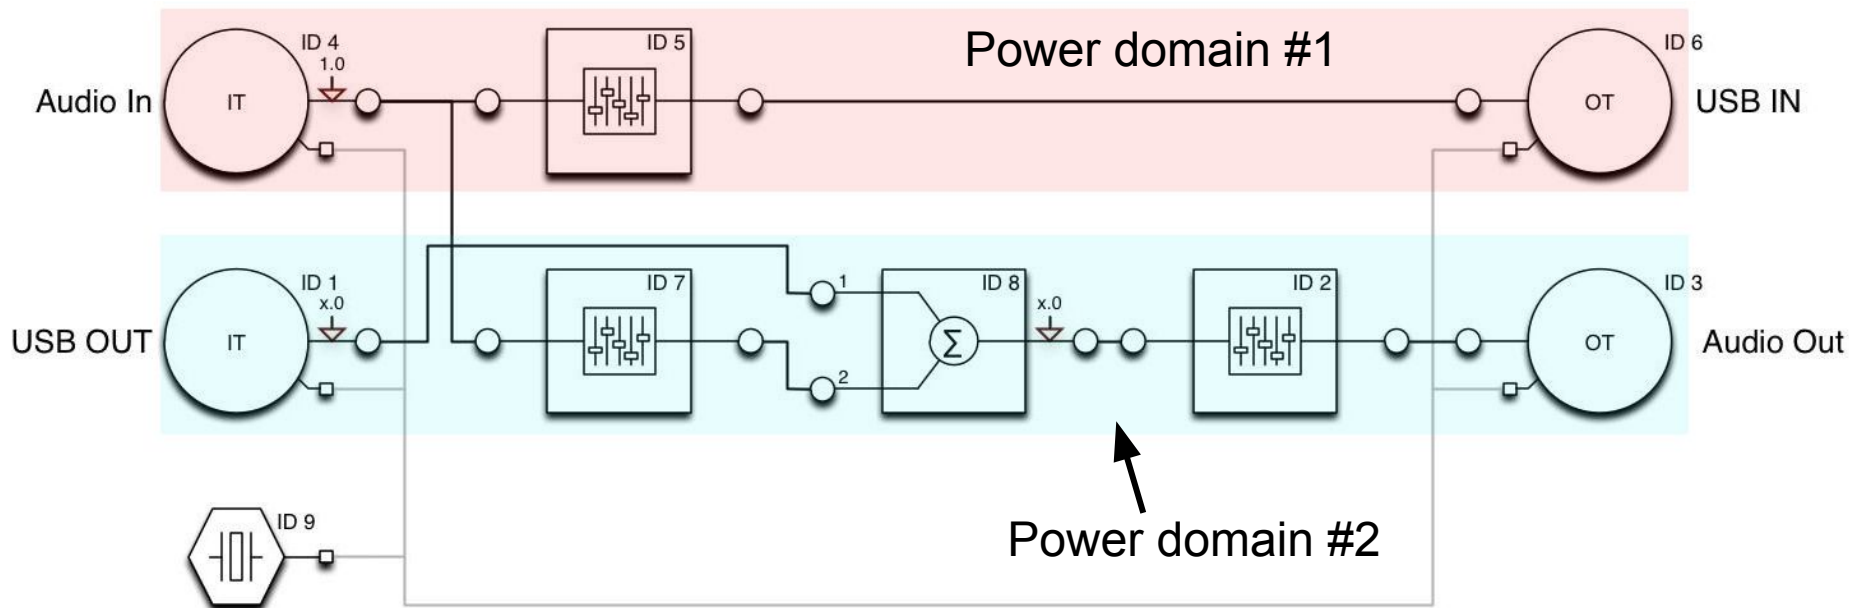 Power domain #1
ID 4
1.0
ID 5
ID 6
Audio In
IT
OT
USB IN
ID 1
x.0
ID 7
1
ID 8
x.0
ID 2
ID 3
USB OUT
IT
Σ
OT
Audio Out
2
ID 9
Power domain #2